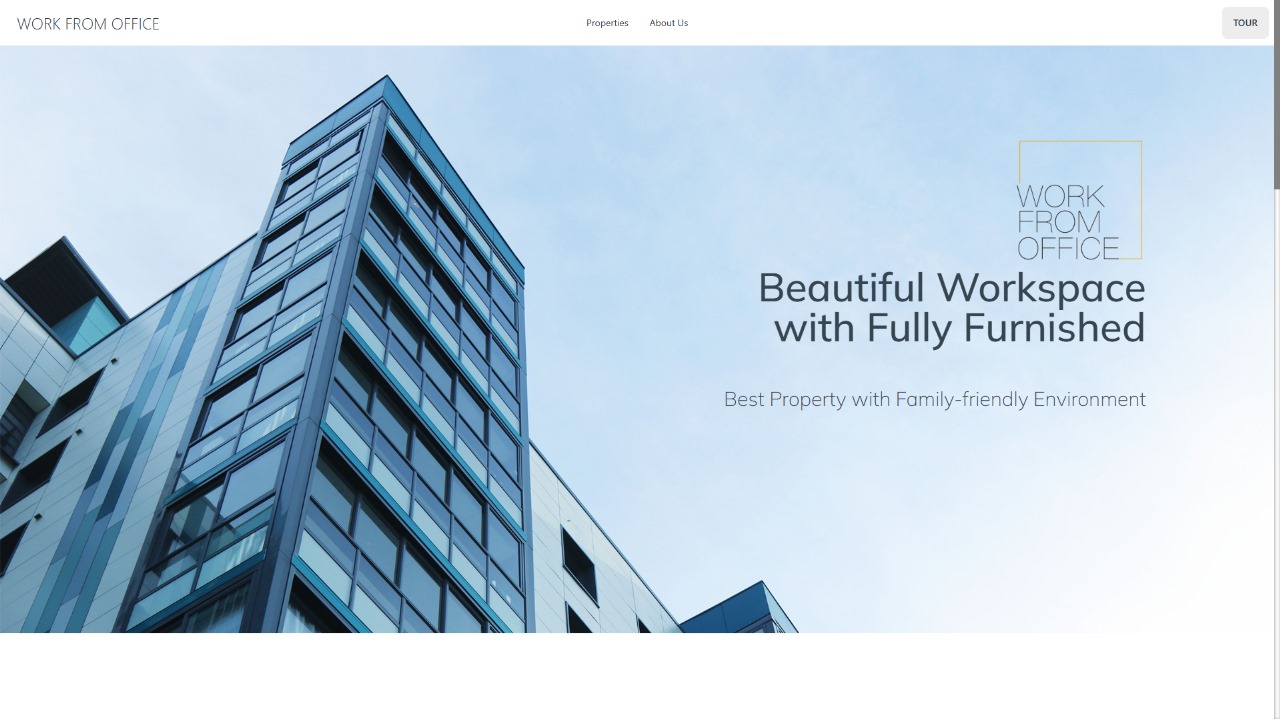 WORK FROM OFFICE
Properties
About Us
TOUR
WORK
FROM
OFFICE
Beautiful Workspace
with Fully Furnished
Best Property with Family-friendly Environment